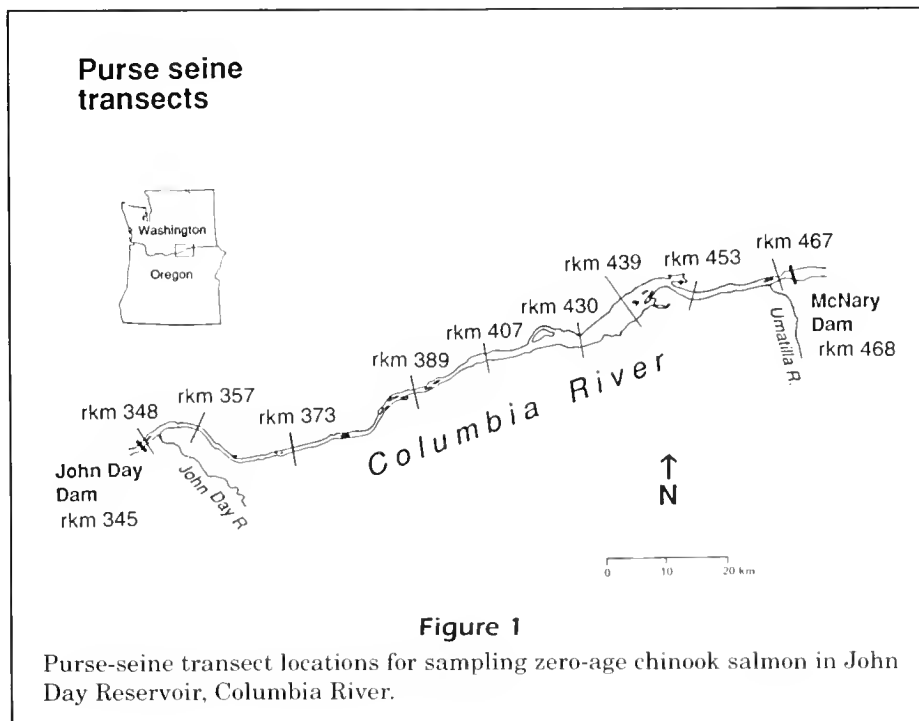 Purse seine
transects
Washington
Oregon
rkm 348
rkm 357
rkm 373
rkm 389
rkm 407
rkm 430
rkm 439
rkm 453
rkm 467
McNary
Dam
rkm 468
Umatilla R.
Columbia River
John Day
Dam
rkm 345
John Day R
N
0 10 20 km
Figure 1
Purse-seine transect locations for sampling zero-age chinook salmon in John
Day Reservoir, Columbia River.